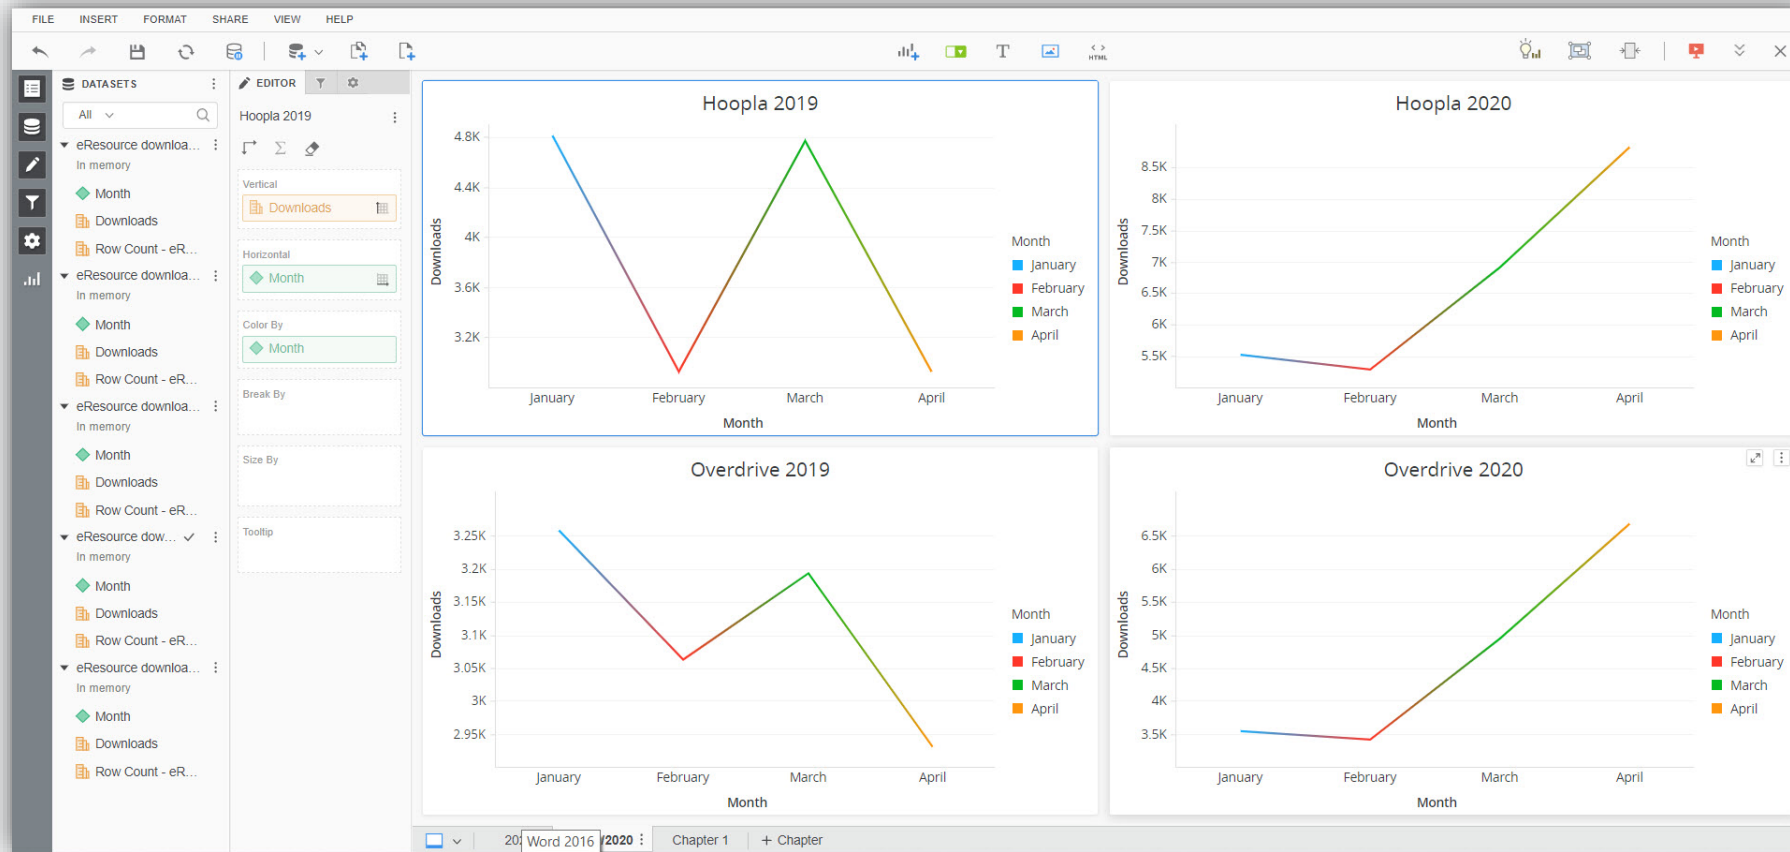 FILE INSERT FORMAT SHARE VIEW HELP
HTML
DATASETS
All
eResource downloa...
In memory
Month
Downloads
Row Count - eR...
eResource downloa...
In memory
Month
Downloads
Row Count - eR...
eResource downloa...
In memory
Month
Downloads
Row Count - eR...
eResource dow...
In memory
Month
Downloads
Row Count - eR...
eResource downloa...
In memory
Month
Downloads
Row Count - eR...
EDITOR
Hoopla 2019
Vertical
Downloads
Horizontal
Month
Color By
Month
Break By
Size By
Tooltip
Hoopla 2019
Downloads
4.8K
4.4K
4K
3.6K
3.2K
January February March April
Month
Month
January
February
March
April
Hoopla 2020
Downloads
8.5K
8K
7.5K
7K
6.5K
6K
5.5K
January February March April
Month
Month
January
February
March
April
Overdrive 2019
Downloads
3.25K
3.2K
3.15K
3.1K
3.05K
3K
2.95K
January February March April
Month
Month
January
February
March
April
Overdrive 2020
Downloads
6.5K
6K
5.5K
5K
4.5K
4K
3.5K
January February March April
Month
Month
January
February
March
April
Word 2016 /2020 Chapter 1 + Chapter